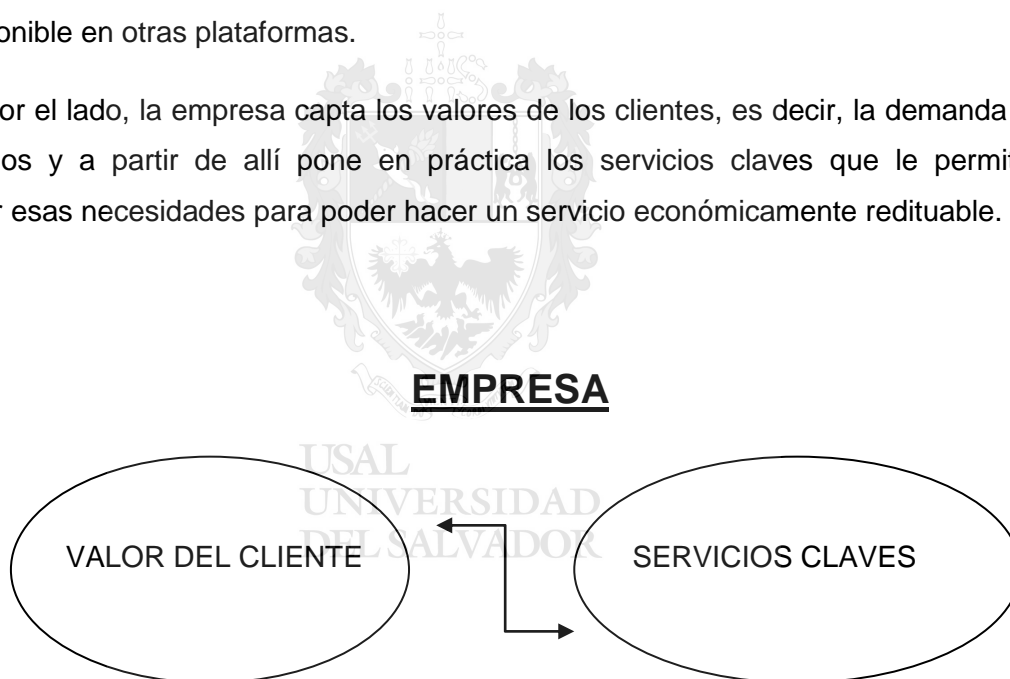 onible en otras plataformas.
or el lado, la empresa capta los valores de los clientes, es decir, la demanda
os y a partir de allí pone en práctica los servicios claves que le permit
r esas necesidades para poder hacer un servicio económicamente redituable.
EMPRESA
USAL
UNIVERSIDAD
DEL SALVADOR
VALOR DEL CLIENTE
SERVICIOS CLAVES